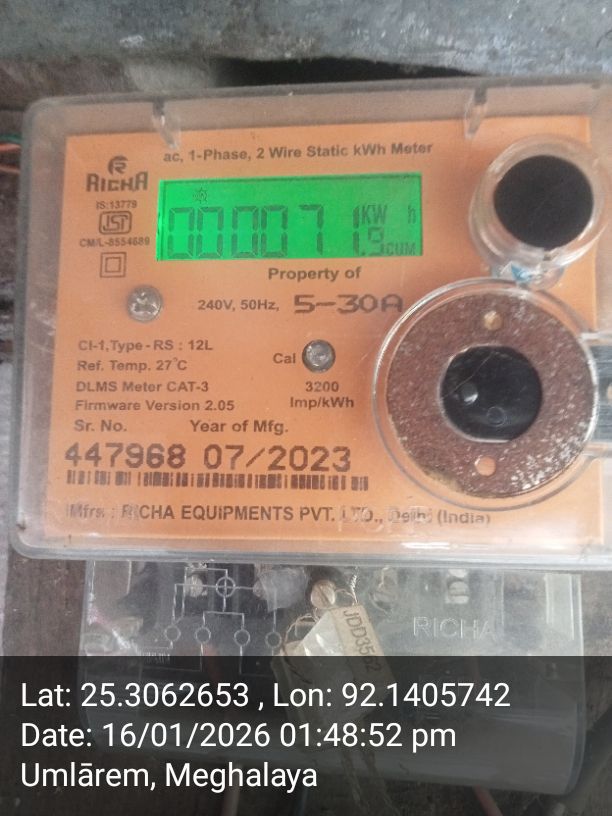 ac, 1-Phase, 2 Wire Static kWh Meter
RICHA
IS:13779
ISI
CM/L-8554689
0000071.9 KW h
CUM
Property of
240V, 50Hz, 5-30A
Cl-1,Type - RS : 12L
Ref. Temp. 27°C
Cal
DLMS Meter CAT-3
3200
Firmware Version 2.05
Imp/kWh
Sr. No. Year of Mfg.
447968 07/2023
Mfrs : RICHA EQUIPMENTS PVT. LTD., Delhi (India)
RICHA
Lat: 25.3062653 , Lon: 92.1405742
Date: 16/01/2026 01:48:52 pm
Umlārem, Meghalaya